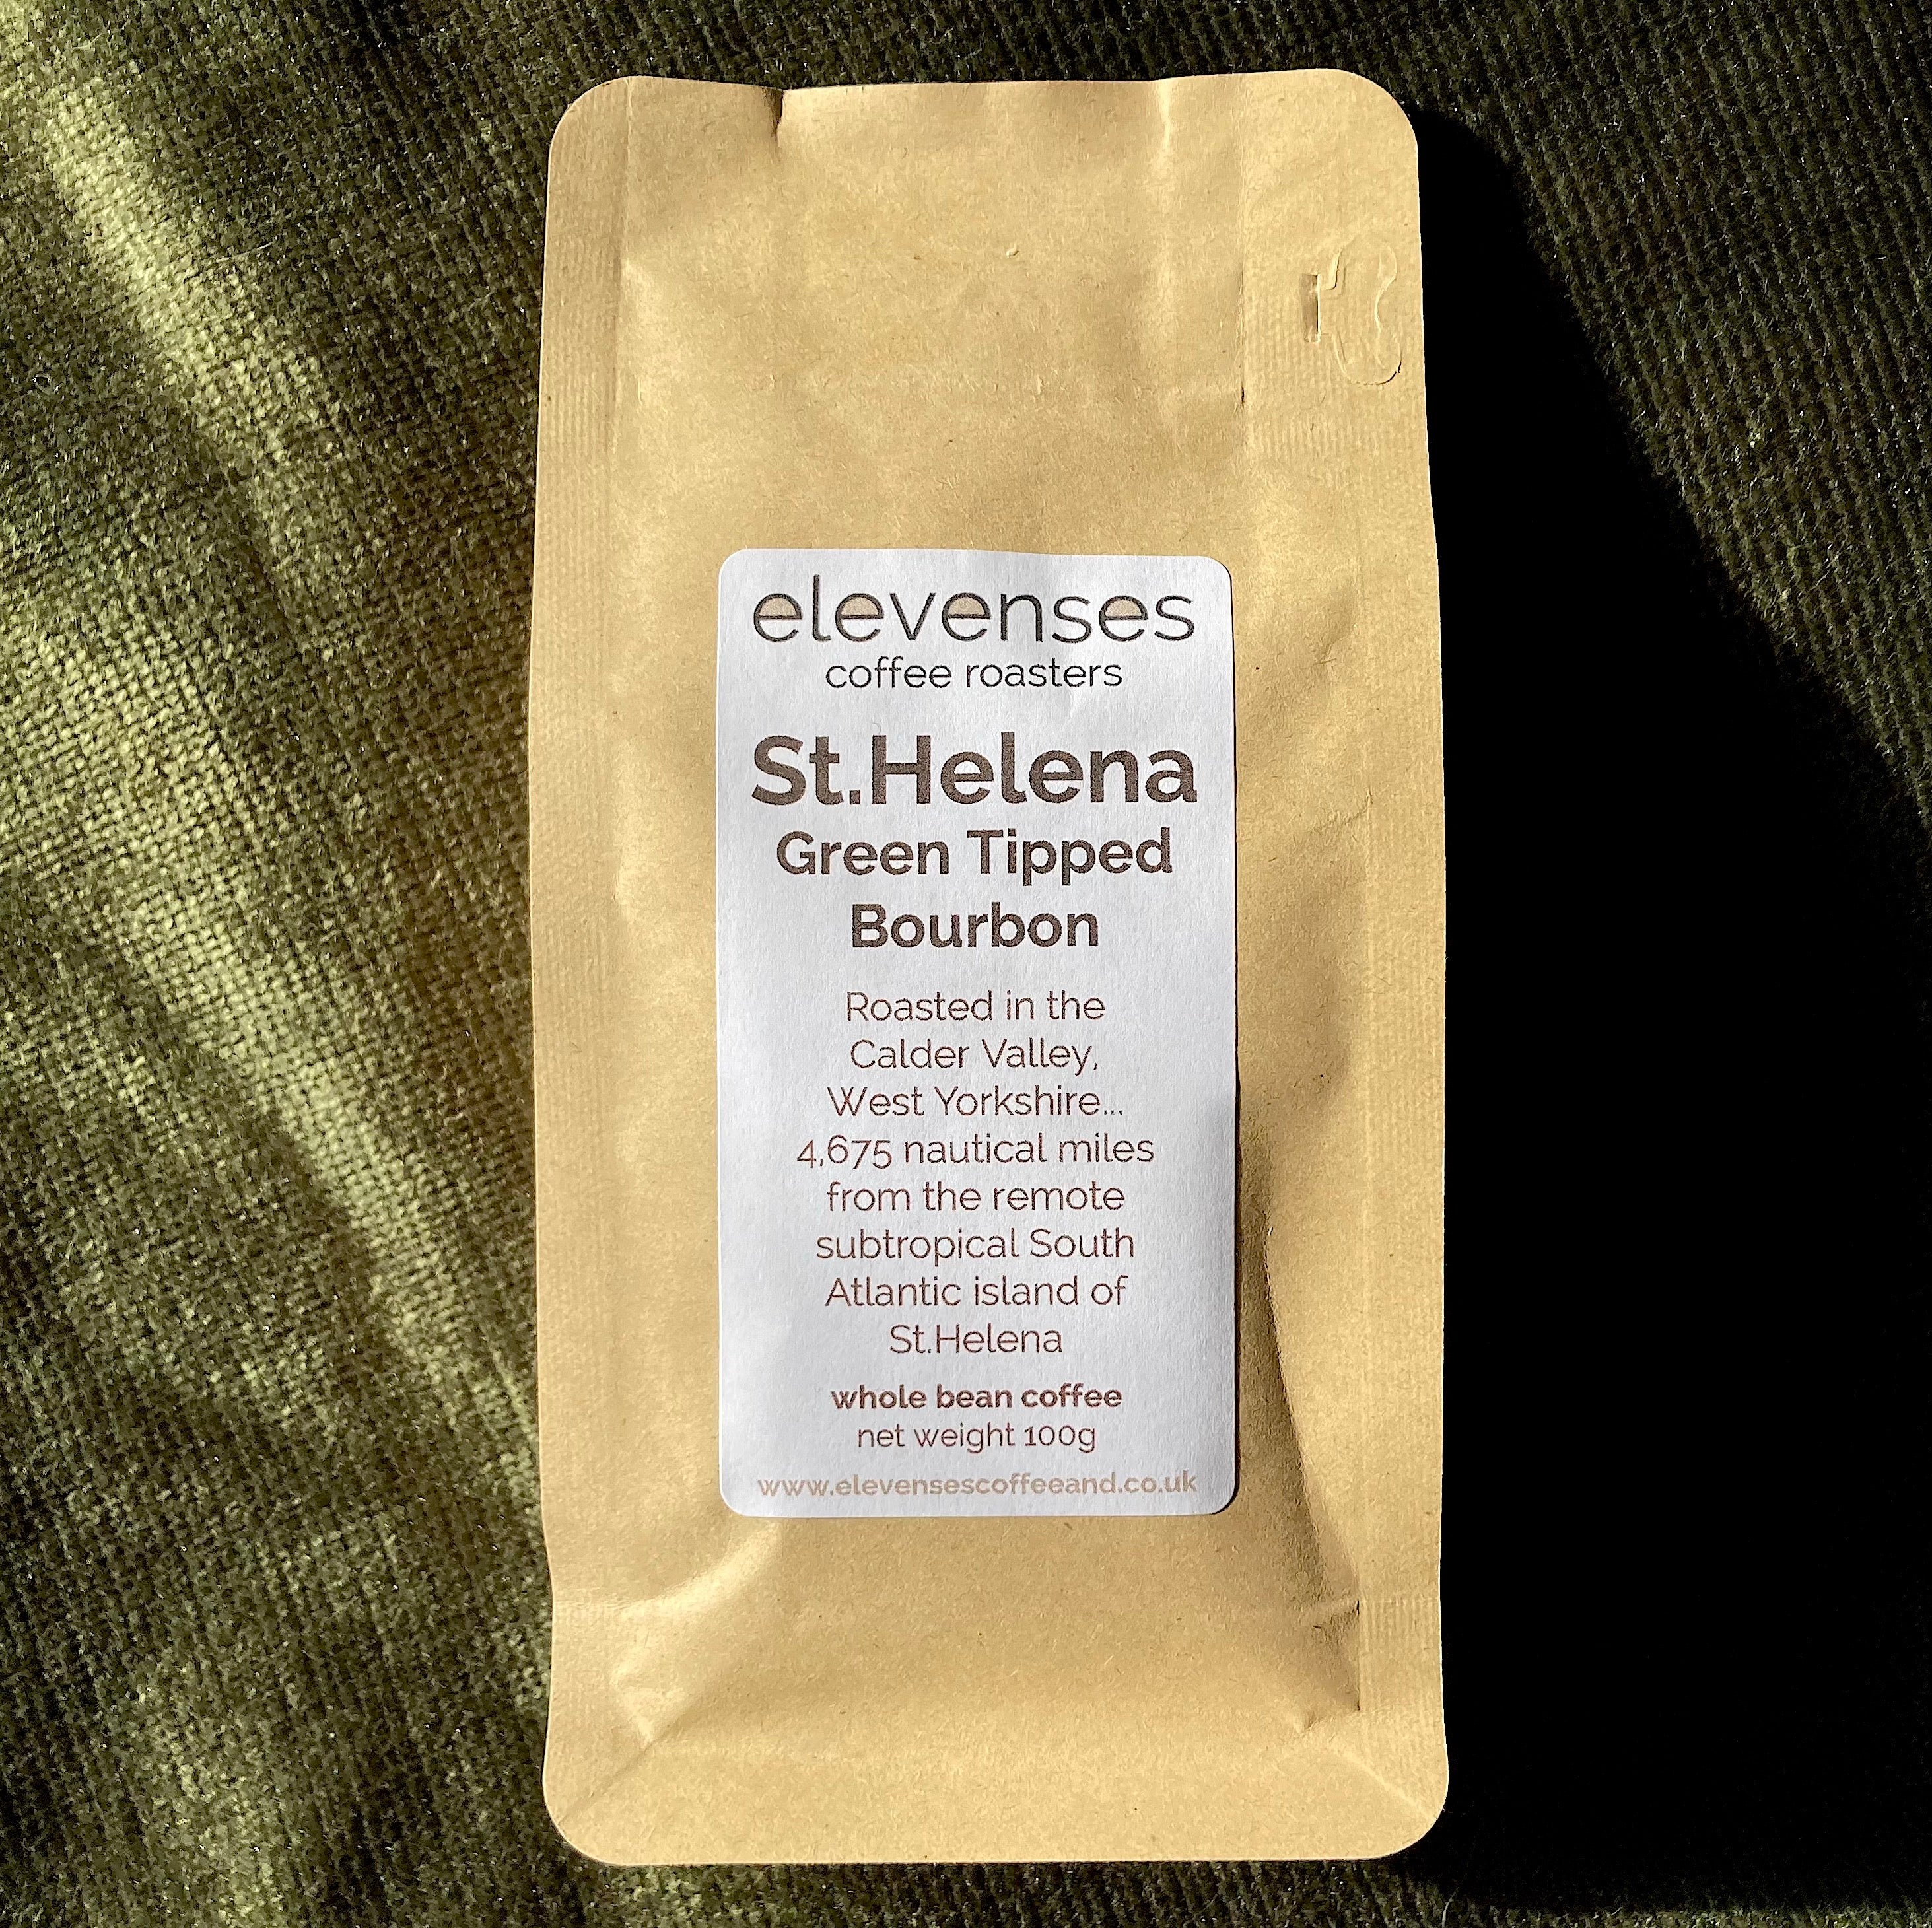 elevenses
coffee roasters
St.Helena
Green Tipped
Bourbon
Roasted in the
Calder Valley,
West Yorkshire...
4,675 nautical miles
from the remote
subtropical South
Atlantic island of
St.Helena
whole bean coffee
net weight 100g
www.elevensescoffeeand.co.uk